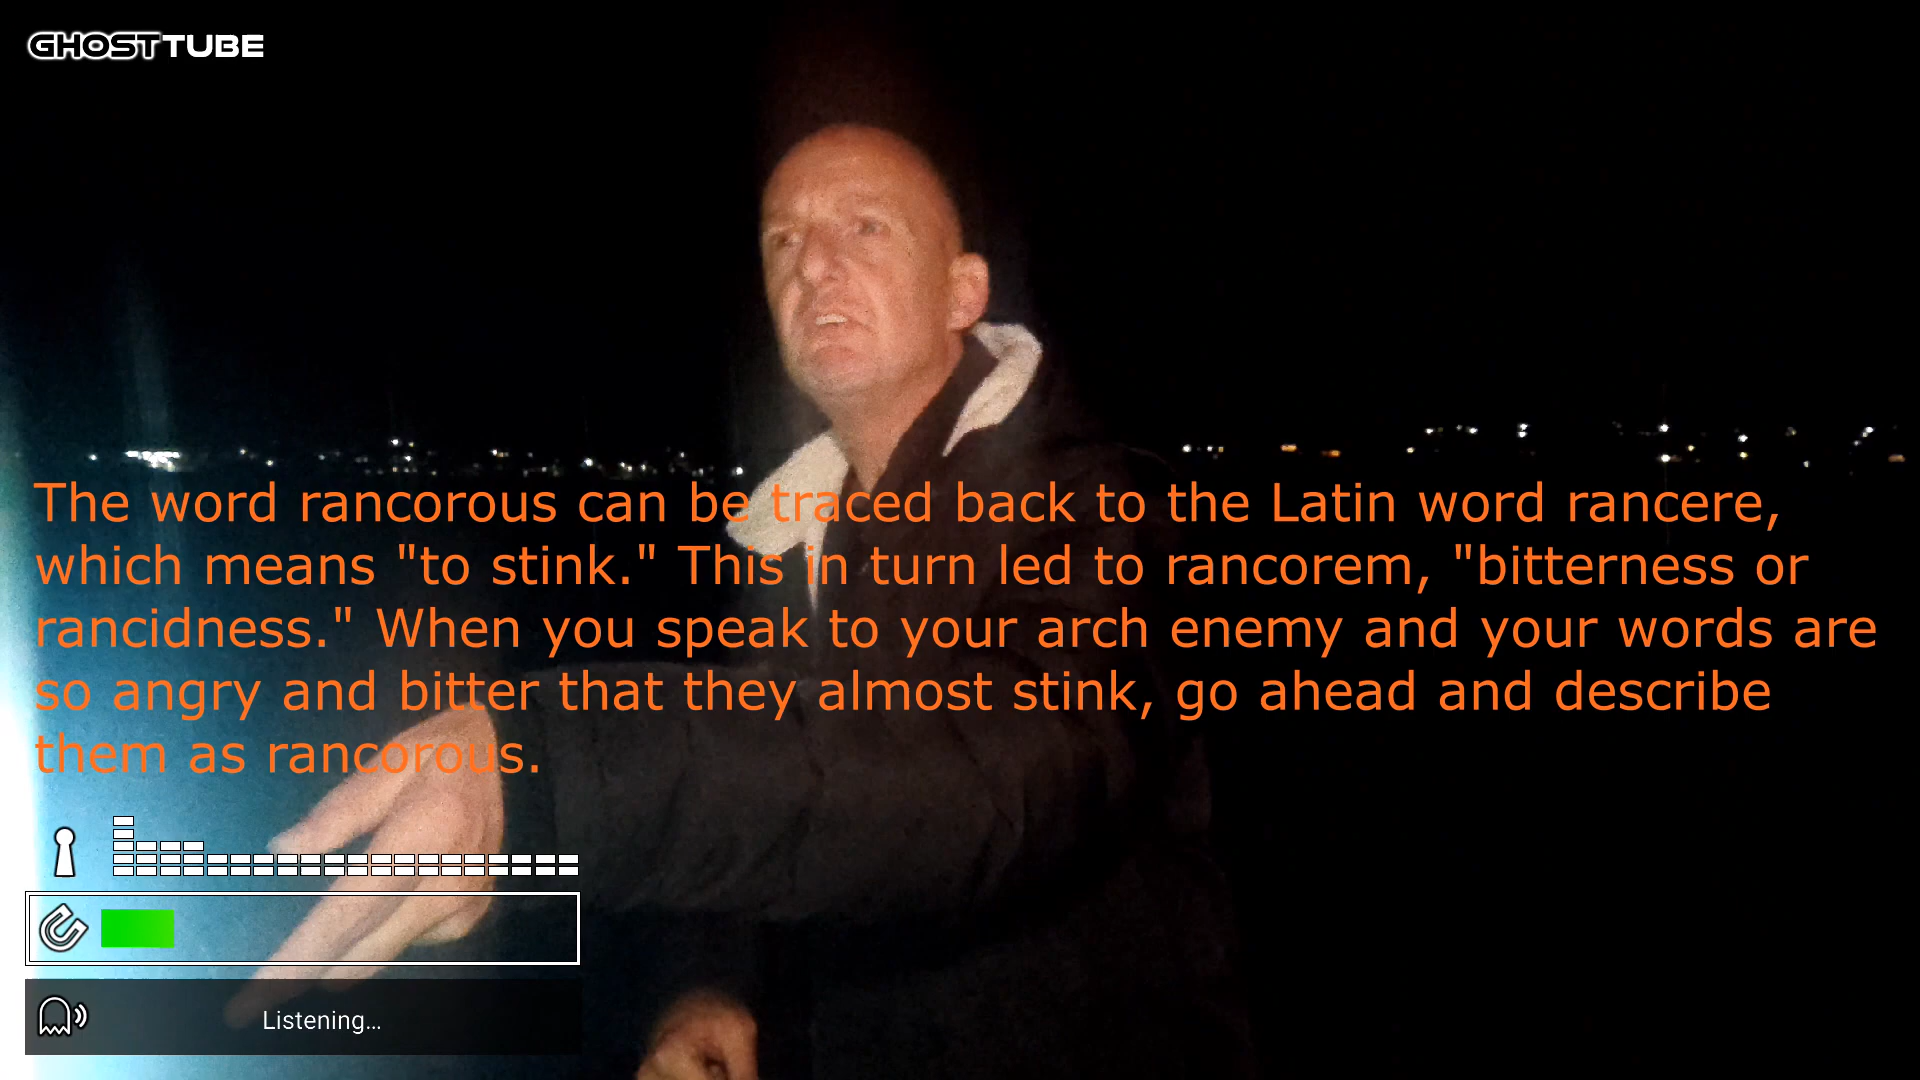 GHOSTTUBE
The word rancorous can be traced back to the Latin word rancere,
which means "to stink." This in turn led to rancorem, "bitterness or
rancidness." When you speak to your arch enemy and your words are
so angry and bitter that they almost stink, go ahead and describe
them as rancorous.
Listening...